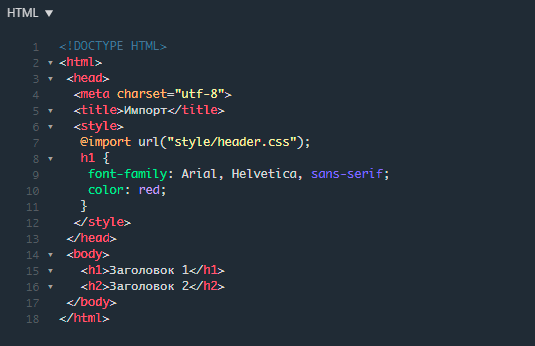 HTML ▼
1 <!DOCTYPE HTML>
2 <html>
3 <head>
4 <meta charset="utf-8">
5 <title>Импорт</title>
6 <style>
7 @import url("style/header.css");
8 h1 {
9 font-family: Arial, Helvetica, sans-serif;
10 color: red;
11 }
12 </style>
13 </head>
14 <body>
15 <h1>Заголовок 1</h1>
16 <h2>Заголовок 2</h2>
17 </body>
18 </html>